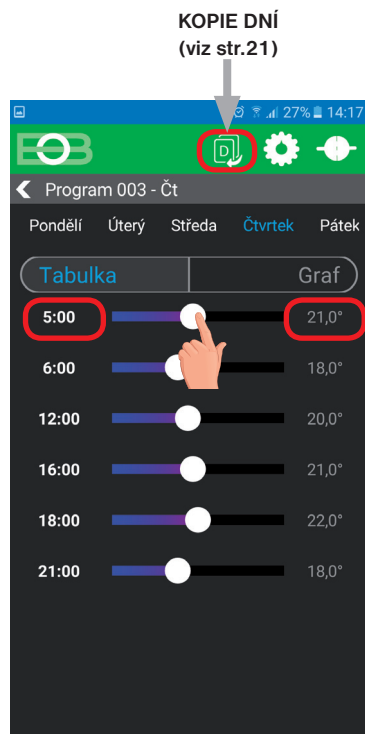 KOPIE DNÍ
(viz str.21)
27% 14:17
EOB
D
Program 003 - Čt
Pondělí Úterý Středa Čtvrtek Pátek
Tabulka Graf
5:00 21,0°
6:00 18,0°
12:00 20,0°
16:00 21,0°
18:00 22,0°
21:00 18,0°